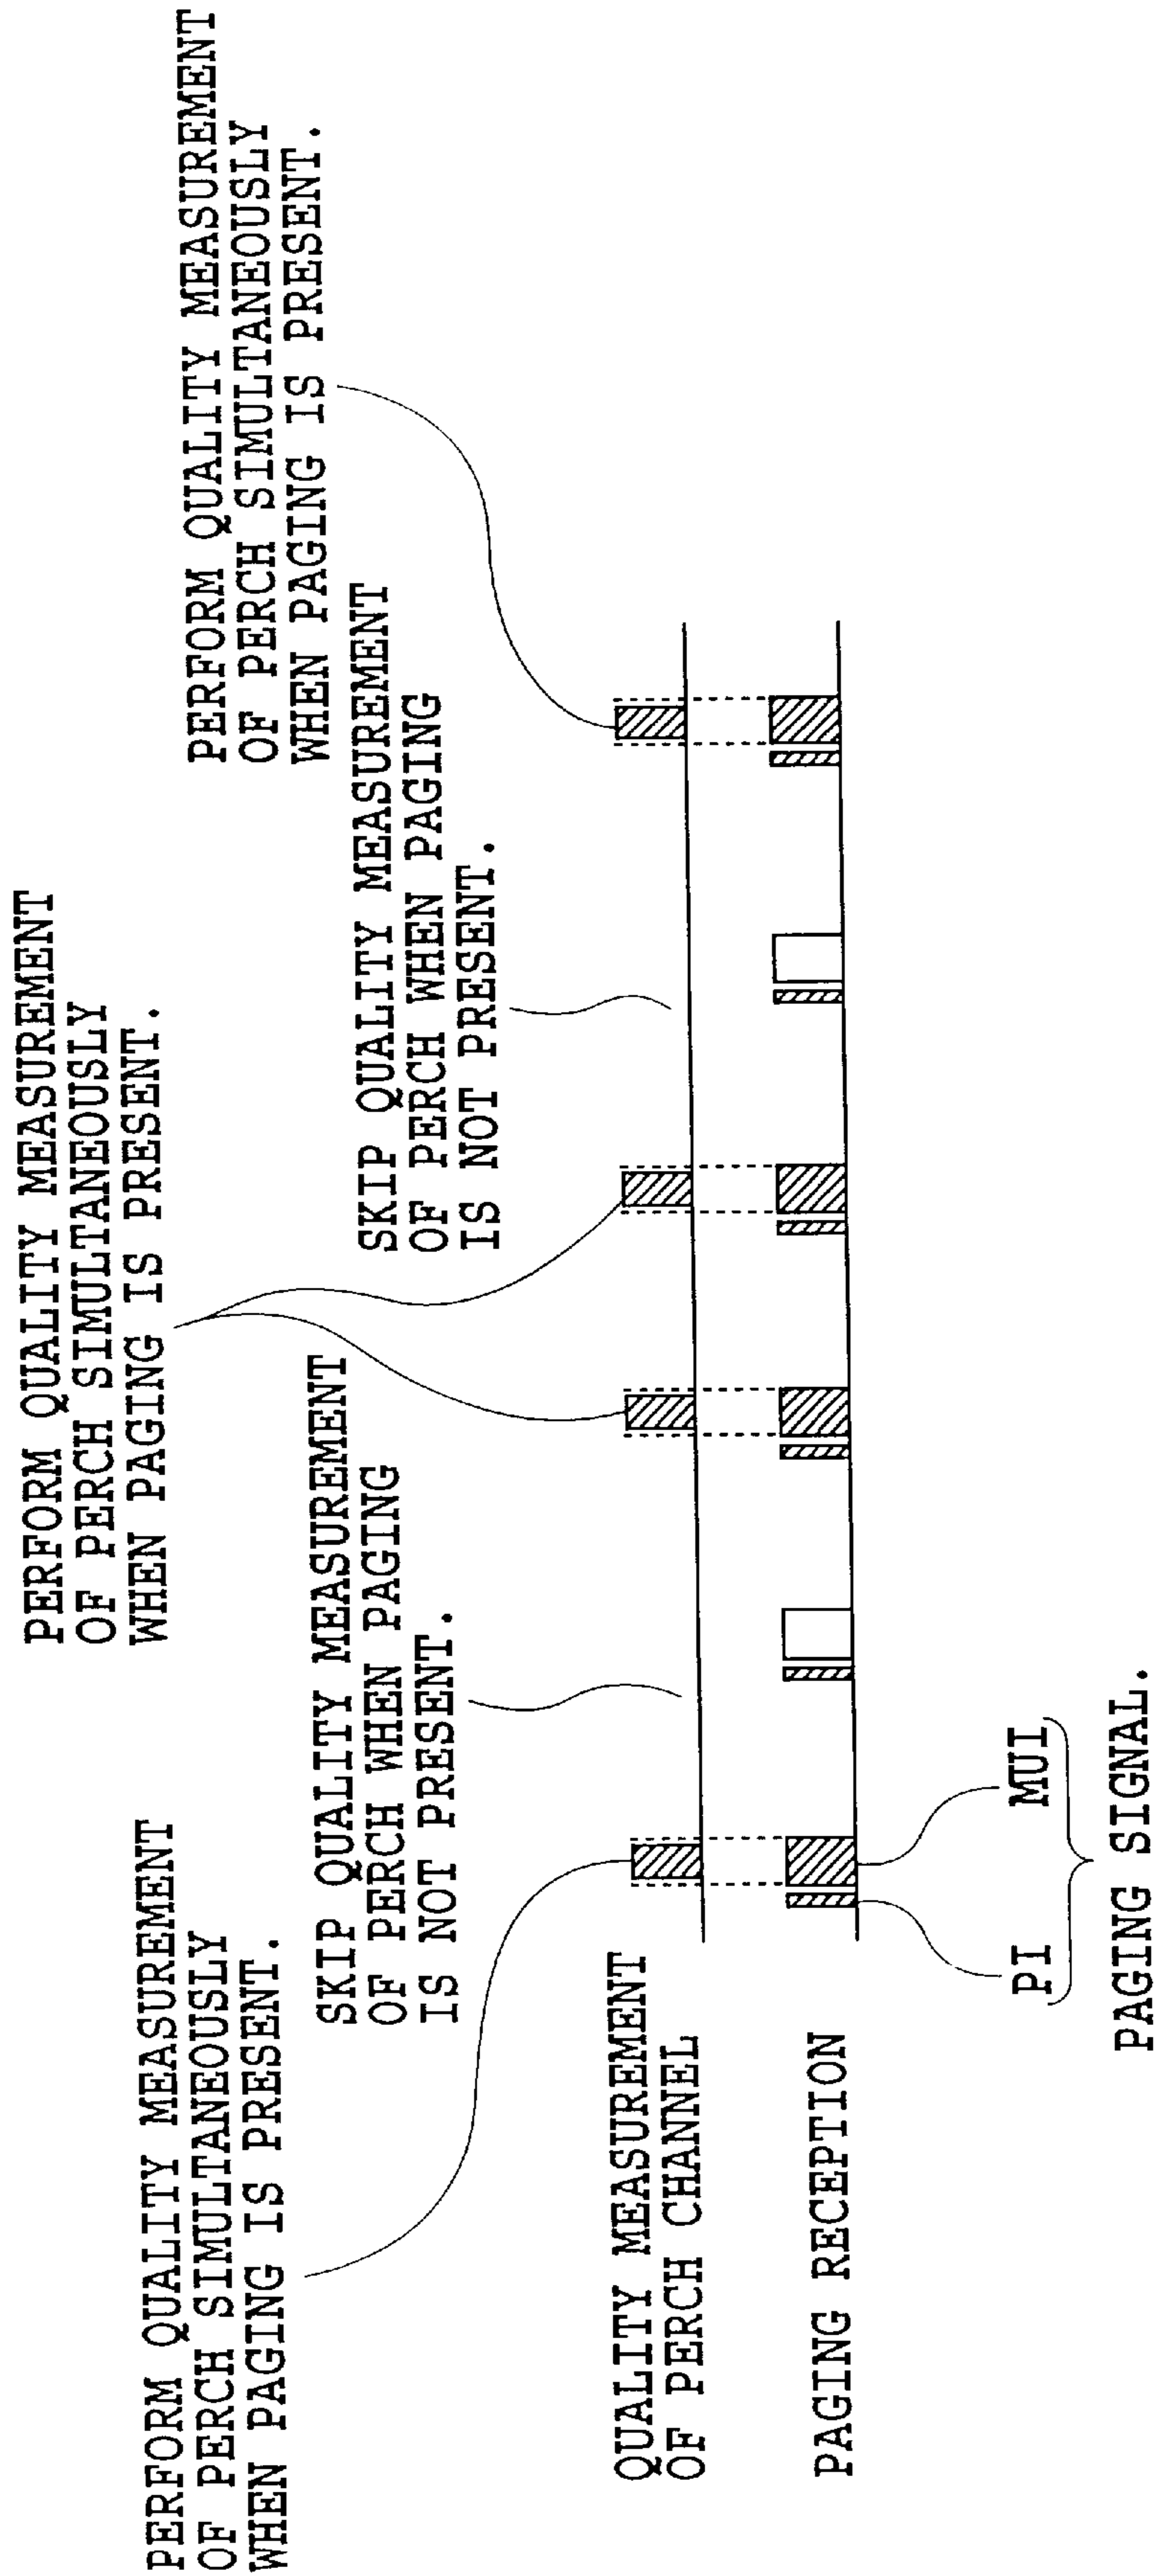 PERFORM QUALITY MEASUREMENT
OF PERCH SIMULTANEOUSLY
WHEN PAGING IS PRESENT.
SKIP QUALITY MEASUREMENT
OF PERCH WHEN PAGING
IS NOT PRESENT.
PERFORM QUALITY MEASUREMENT
OF PERCH SIMULTANEOUSLY
WHEN PAGING IS PRESENT.
SKIP QUALITY MEASUREMENT
OF PERCH WHEN PAGING
IS NOT PRESENT.
PERFORM QUALITY MEASUREMENT
OF PERCH SIMULTANEOUSLY
WHEN PAGING IS PRESENT.
QUALITY MEASUREMENT
OF PERCH CHANNEL
PAGING RECEPTION
PI MUI
PAGING SIGNAL.